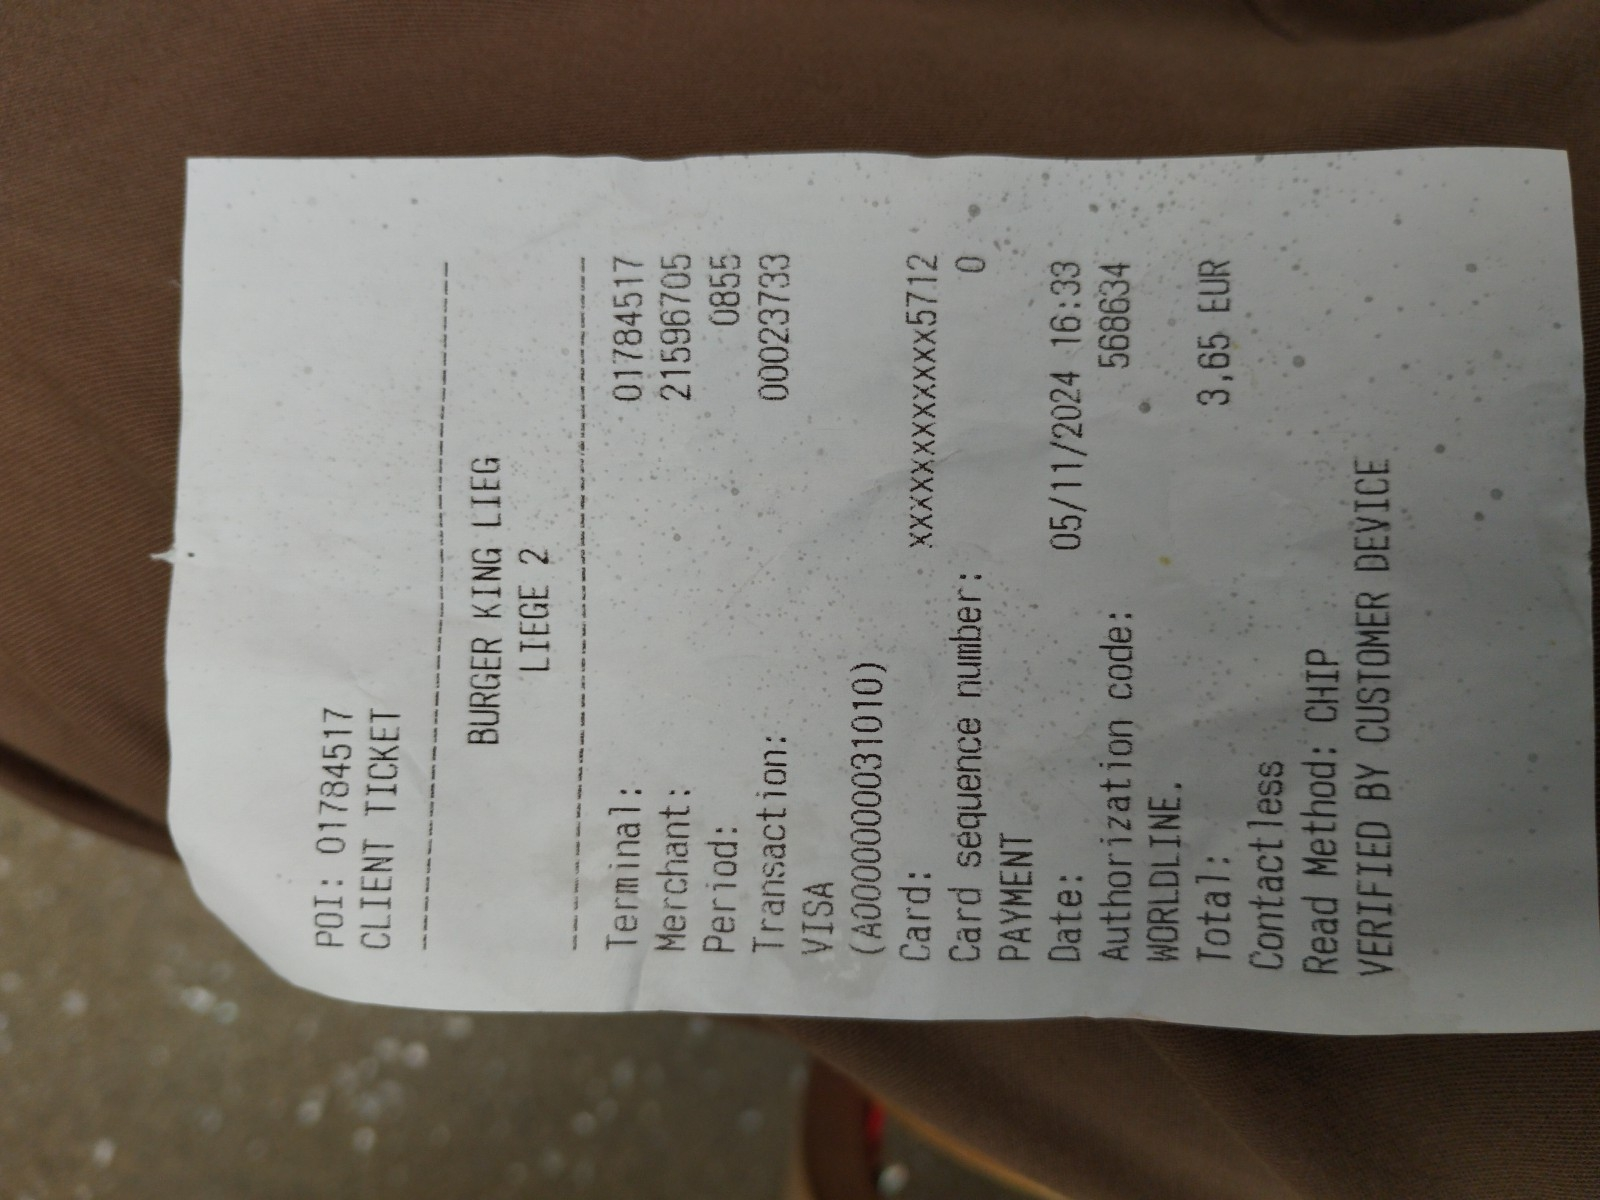 POI: 01784517
CLIENT TICKET
--------------------------------
BURGER KING LIEG
LIEGE 2
--------------------------------
Terminal: 01784517
Merchant: 21596705
Period: 0855
Transaction: 00023733
VISA
(A0000000031010)
Card: xxxxxxxxxxxx5712
Card sequence number: 0
PAYMENT
Date: 05/11/2024 16:33
Authorization code: 568634
WORLDLINE.
Total: 3,65 EUR
Contactless
Read Method: CHIP
VERIFIED BY CUSTOMER DEVICE